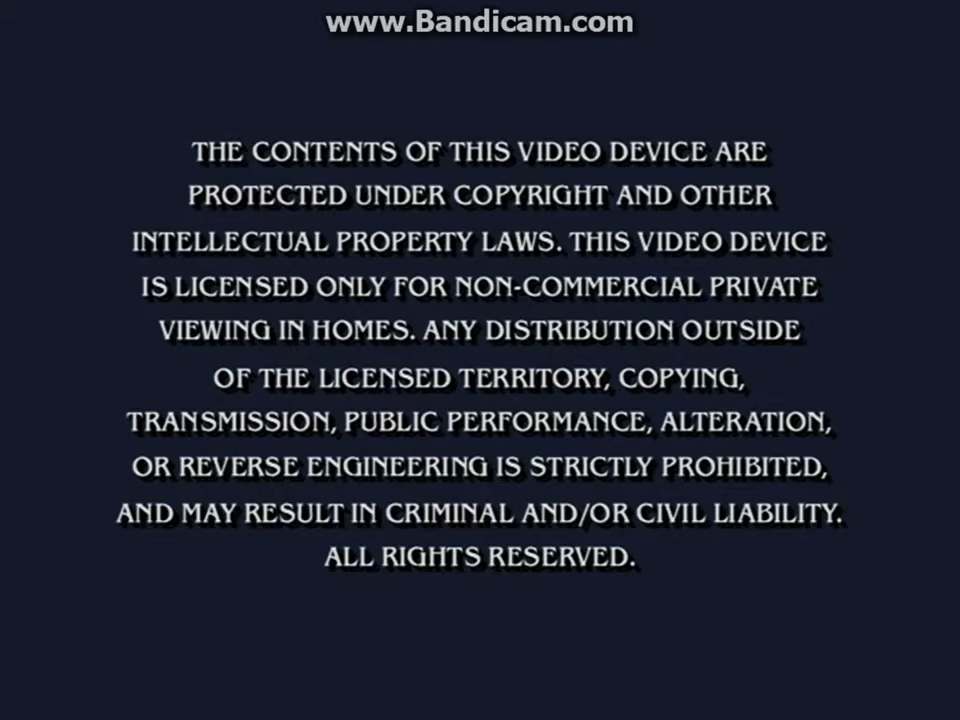 www.Bandicam.com
THE CONTENTS OF THIS VIDEO DEVICE ARE
PROTECTED UNDER COPYRIGHT AND OTHER
INTELLECTUAL PROPERTY LAWS. THIS VIDEO DEVICE
IS LICENSED ONLY FOR NON-COMMERCIAL PRIVATE
VIEWING IN HOMES. ANY DISTRIBUTION OUTSIDE
OF THE LICENSED TERRITORY, COPYING,
TRANSMISSION, PUBLIC PERFORMANCE, ALTERATION,
OR REVERSE ENGINEERING IS STRICTLY PROHIBITED,
AND MAY RESULT IN CRIMINAL AND/OR CIVIL LIABILITY.
ALL RIGHTS RESERVED.